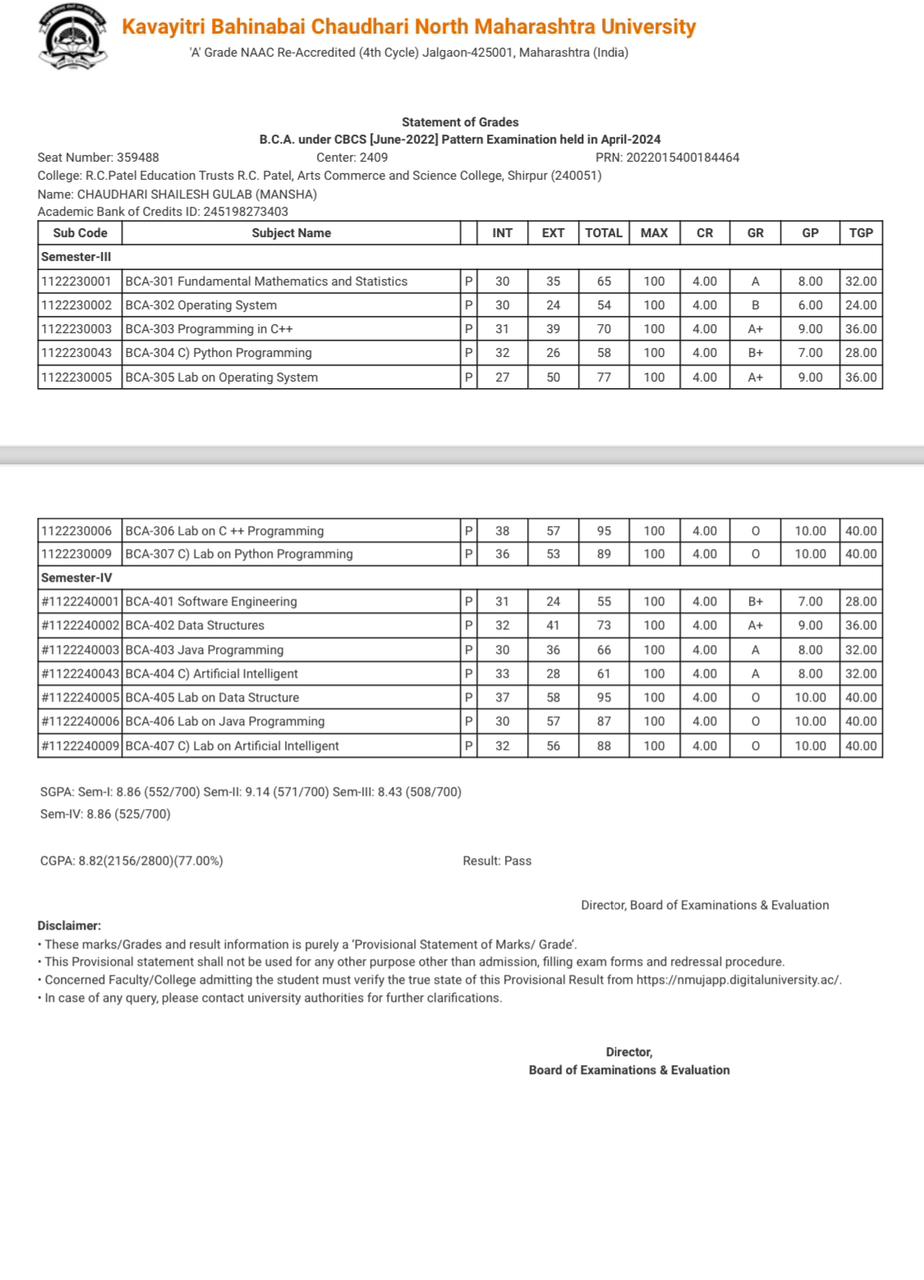 Kavayitri Bahinabai Chaudhari North Maharashtra University
'A' Grade NAAC Re-Accredited (4th Cycle) Jalgaon-425001, Maharashtra (India)
Statement of Grades
B.C.A. under CBCS [June-2022] Pattern Examination held in April-2024
Seat Number: 359488 Center: 2409 PRN: 2022015400184464
College: R.C.Patel Education Trusts R.C. Patel, Arts Commerce and Science College, Shirpur (240051)
Name: CHAUDHARI SHAILESH GULAB (MANSHA)
Academic Bank of Credits ID: 245198273403
Sub Code Subject Name INT EXT TOTAL MAX CR GR GP TGP
Semester-III
1122230001 BCA-301 Fundamental Mathematics and Statistics P 30 35 65 100 4.00 A 8.00 32.00
1122230002 BCA-302 Operating System P 30 24 54 100 4.00 B 6.00 24.00
1122230003 BCA-303 Programming in C++ P 31 39 70 100 4.00 A+ 9.00 36.00
1122230043 BCA-304 C) Python Programming P 32 26 58 100 4.00 B+ 7.00 28.00
1122230005 BCA-305 Lab on Operating System P 27 50 77 100 4.00 A+ 9.00 36.00
1122230006 BCA-306 Lab on C ++ Programming P 38 57 95 100 4.00 O 10.00 40.00
1122230009 BCA-307 C) Lab on Python Programming P 36 53 89 100 4.00 O 10.00 40.00
Semester-IV
#1122240001 BCA-401 Software Engineering P 31 24 55 100 4.00 B+ 7.00 28.00
#1122240002 BCA-402 Data Structures P 32 41 73 100 4.00 A+ 9.00 36.00
#1122240003 BCA-403 Java Programming P 30 36 66 100 4.00 A 8.00 32.00
#1122240043 BCA-404 C) Artificial Intelligent P 33 28 61 100 4.00 A 8.00 32.00
#1122240005 BCA-405 Lab on Data Structure P 37 58 95 100 4.00 O 10.00 40.00
#1122240006 BCA-406 Lab on Java Programming P 30 57 87 100 4.00 O 10.00 40.00
#1122240009 BCA-407 C) Lab on Artificial Intelligent P 32 56 88 100 4.00 O 10.00 40.00
SGPA: Sem-I: 8.86 (552/700) Sem-II: 9.14 (571/700) Sem-III: 8.43 (508/700)
Sem-IV: 8.86 (525/700)
CGPA: 8.82(2156/2800)(77.00%) Result: Pass
Director, Board of Examinations & Evaluation
Disclaimer:
• These marks/Grades and result information is purely a 'Provisional Statement of Marks/ Grade'.
• This Provisional statement shall not be used for any other purpose other than admission, filling exam forms and redressal procedure.
• Concerned Faculty/College admitting the student must verify the true state of this Provisional Result from https://nmujapp.digitaluniversity.ac/.
• In case of any query, please contact university authorities for further clarifications.
Director,
Board of Examinations & Evaluation